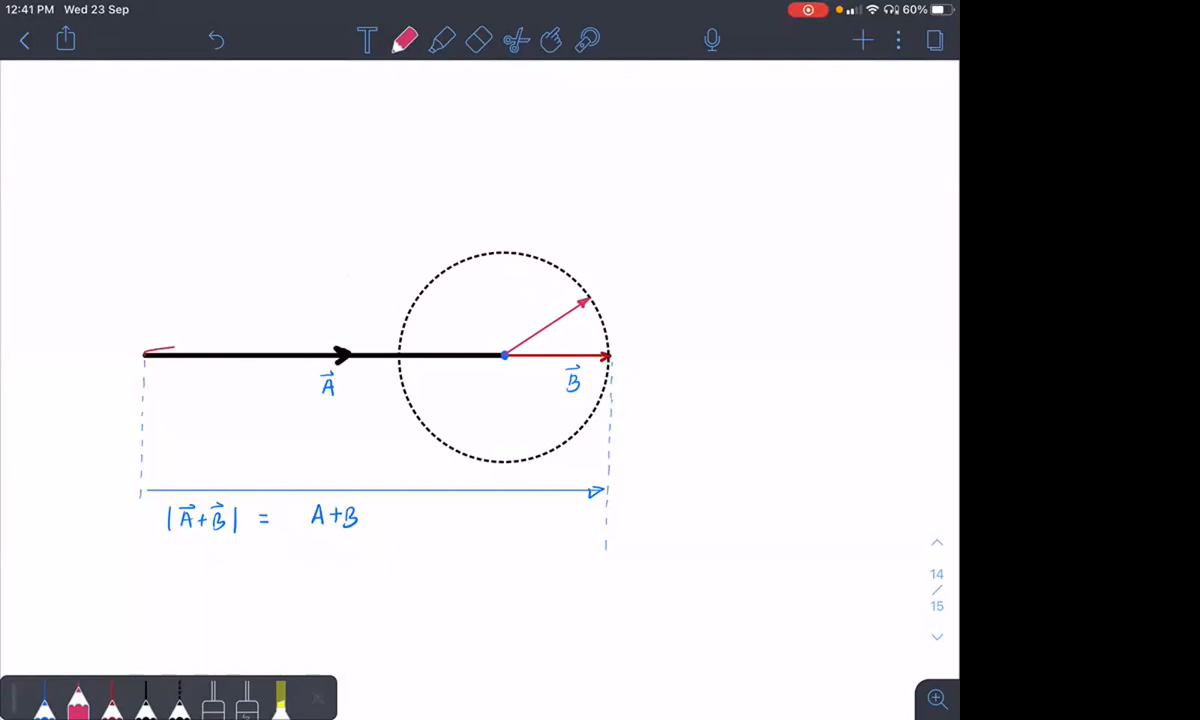 12:41 PM Wed 23 Sep 60%
T
A⃗
B⃗
|A⃗+B⃗| = A+B
14
/
15